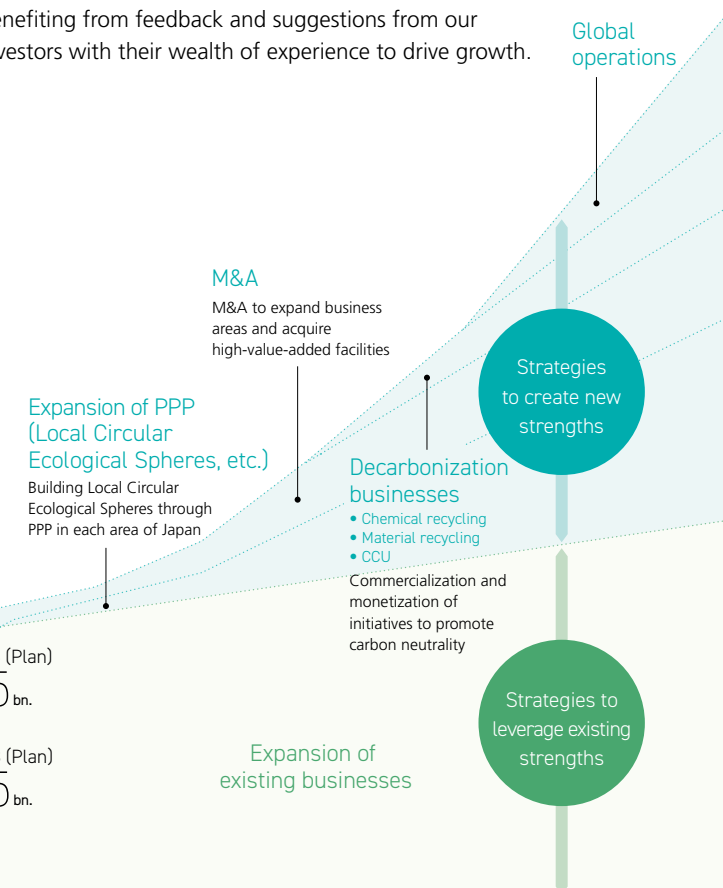 enefiting from feedback and suggestions from our
vestors with their wealth of experience to drive growth.
Global
operations
M&A
M&A to expand business
areas and acquire
high-value-added facilities
Strategies
to create new
strengths
Expansion of PPP
(Local Circular
Ecological Spheres, etc.)
Building Local Circular
Ecological Spheres through
PPP in each area of Japan
Decarbonization
businesses
• Chemical recycling
• Material recycling
• CCU
Commercialization and
monetization of
initiatives to promote
carbon neutrality
(Plan)
5 bn.
(Plan)
5 bn.
Strategies to
leverage existing
strengths
Expansion of
existing businesses